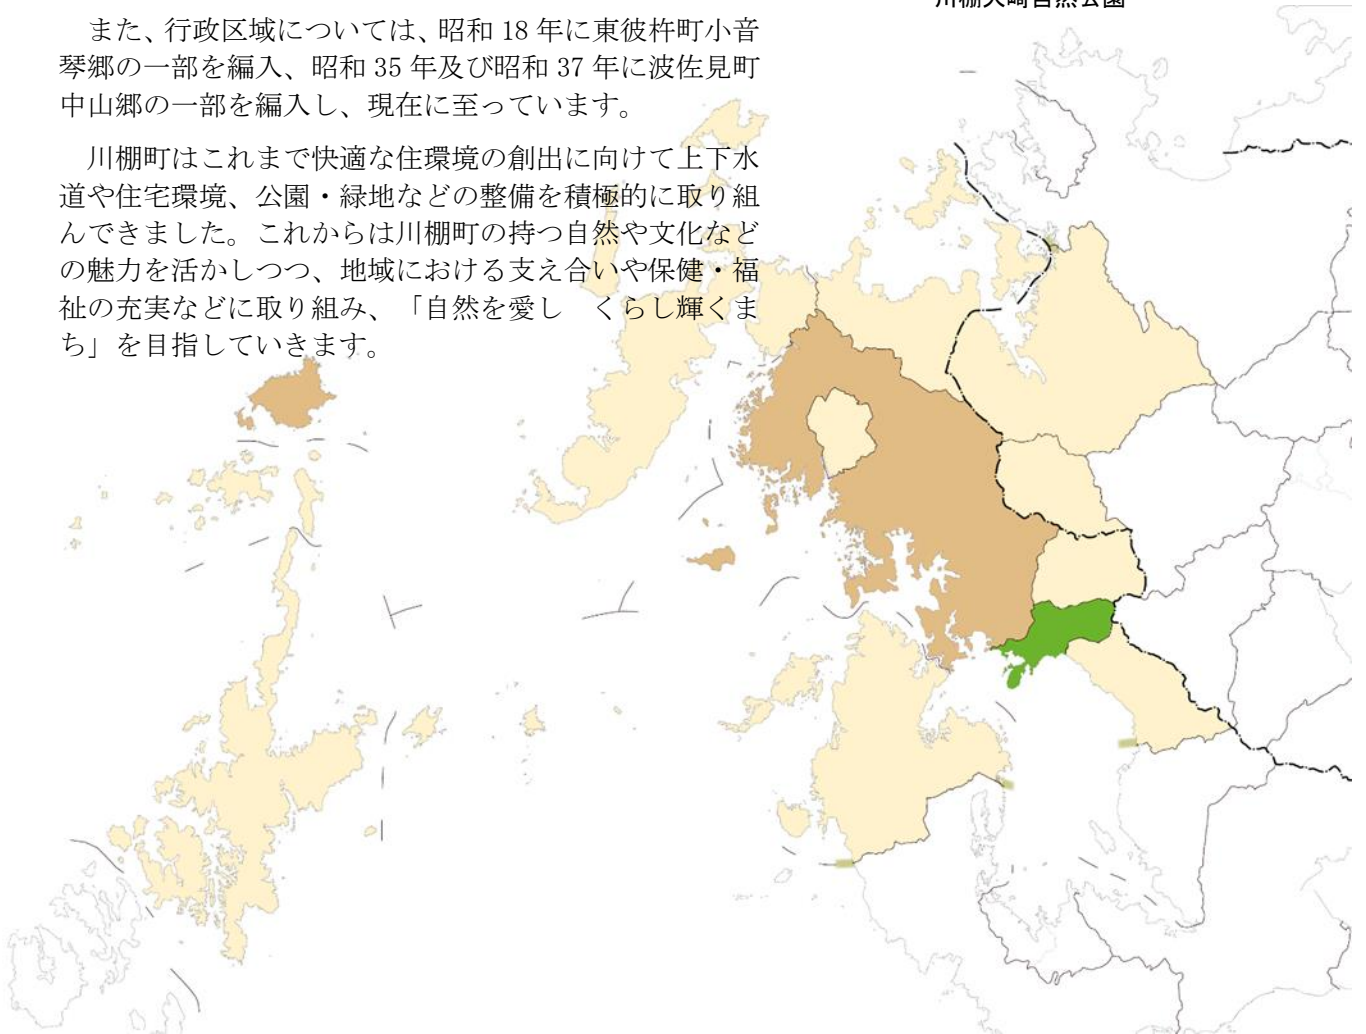 川棚大崎自然公園
また、行政区域については、昭和 18 年に東彼杵町小音
琴郷の一部を編入、昭和 35 年及び昭和 37 年に波佐見町
中山郷の一部を編入し、現在に至っています。
川棚町はこれまで快適な住環境の創出に向けて上下水
道や住宅環境、公園・緑地などの整備を積極的に取り組
んできました。これからは川棚町の持つ自然や文化など
の魅力を活かしつつ、地域における支え合いや保健・福
祉の充実などに取り組み、「自然を愛し　くらし輝くま
ち」を目指していきます。